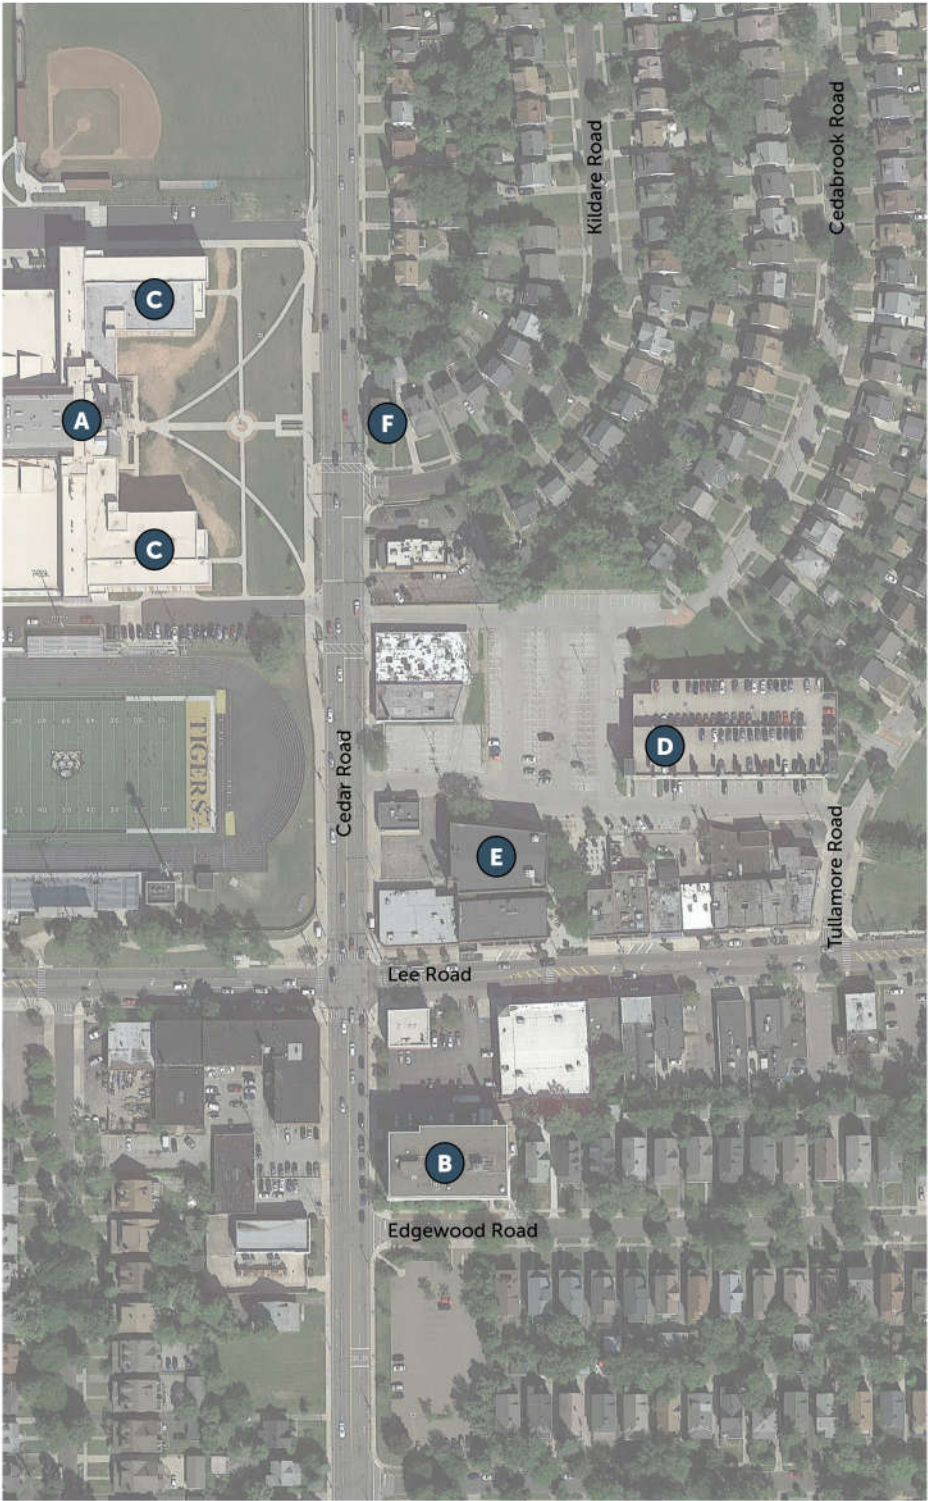 Kildare Road
Cedabrook Road
C
A
F
C
TIGERS
D
Cedar Road
E
Tullamore Road
Lee Road
B
Edgewood Road